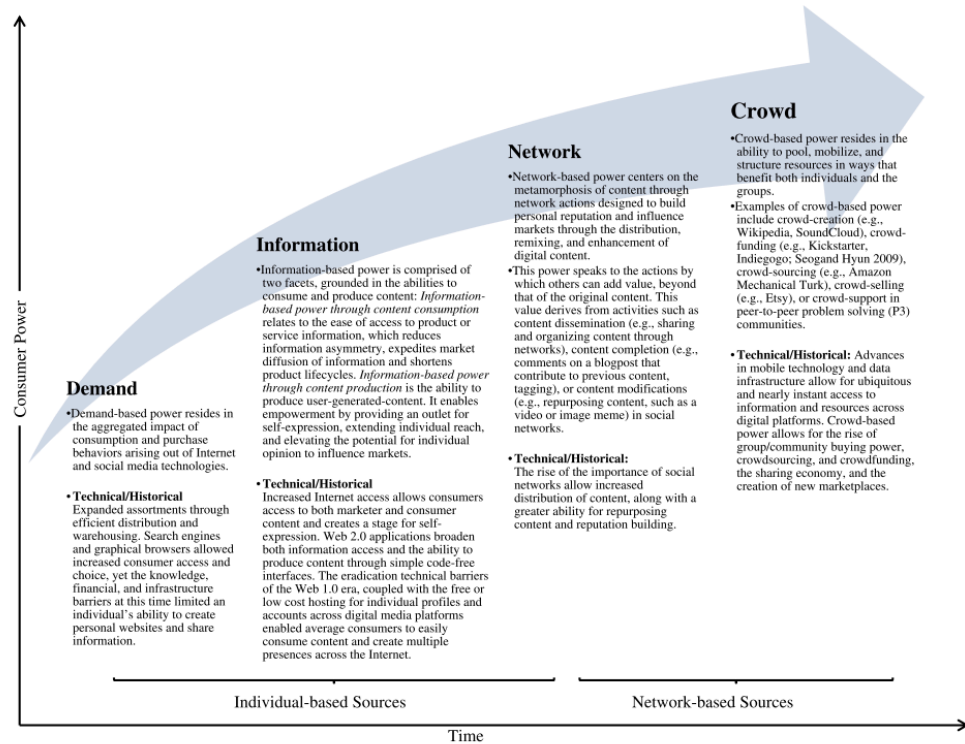 Consumer Power
Demand
•Demand-based power resides in
the aggregated impact of
consumption and purchase
behaviors arising out of Internet
and social media technologies.
• Technical/Historical
Expanded assortments through
efficient distribution and
warehousing. Search engines
and graphical browsers allowed
increased consumer access and
choice, yet the knowledge,
financial, and infrastructure
barriers at this time limited an
individual's ability to create
personal websites and share
information.
Information
•Information-based power is comprised of
two facets, grounded in the abilities to
consume and produce content: Information-
based power through content consumption
relates to the ease of access to product or
service information, which reduces
information asymmetry, expedites market
diffusion of information and shortens
product lifecycles. Information-based power
through content production is the ability to
produce user-generated-content. It enables
empowerment by providing an outlet for
self-expression, extending individual reach,
and elevating the potential for individual
opinion to influence markets.
• Technical/Historical
Increased Internet access allows consumers
access to both marketer and consumer
content and creates a stage for self-
expression. Web 2.0 applications broaden
both information access and the ability to
produce content through simple code-free
interfaces. The eradication technical barriers
of the Web 1.0 era, coupled with the free or
low cost hosting for individual profiles and
accounts across digital media platforms
enabled average consumers to easily
consume content and create multiple
presences across the Internet.
Network
•Network-based power centers on the
metamorphosis of content through
network actions designed to build
personal reputation and influence
markets through the distribution,
remixing, and enhancement of
digital content.
•This power speaks to the actions by
which others can add value, beyond
that of the original content. This
value derives from activities such as
content dissemination (e.g., sharing
and organizing content through
networks), content completion (e.g.,
comments on a blogpost that
contribute to previous content,
tagging), or content modifications
(e.g., repurposing content, such as a
video or image meme) in social
networks.
• Technical/Historical:
The rise of the importance of social
networks allow increased
distribution of content, along with a
greater ability for repurposing
content and reputation building.
Crowd
•Crowd-based power resides in the
ability to pool, mobilize, and
structure resources in ways that
benefit both individuals and the
groups.
•Examples of crowd-based power
include crowd-creation (e.g.,
Wikipedia, SoundCloud), crowd-
funding (e.g., Kickstarter,
Indiegogo; Seogand Hyun 2009),
crowd-sourcing (e.g., Amazon
Mechanical Turk), crowd-selling
(e.g., Etsy), or crowd-support in
peer-to-peer problem solving (P3)
communities.
• Technical/Historical: Advances
in mobile technology and data
infrastructure allow for ubiquitous
and nearly instant access to
information and resources across
digital platforms. Crowd-based
power allows for the rise of
group/community buying power,
crowdsourcing, and crowdfunding,
the sharing economy, and the
creation of new marketplaces.
Individual-based Sources
Network-based Sources
Time